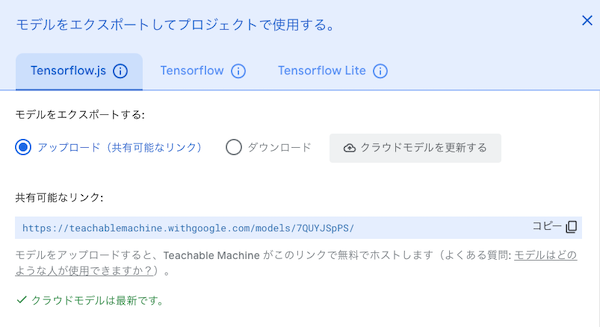 モデルをエクスポートしてプロジェクトで使用する。
Tensorflow.js
Tensorflow
Tensorflow Lite
モデルをエクスポートする:
アップロード（共有可能なリンク）
ダウンロード
クラウドモデルを更新する
共有可能なリンク:
https://teachablemachine.withgoogle.com/models/7QUYJSpPS/
コピー
モデルをアップロードすると、Teachable Machine がこのリンクで無料でホストします（よくある質問: モデルはどの
ような人が使用できますか？）。
クラウドモデルは最新です。